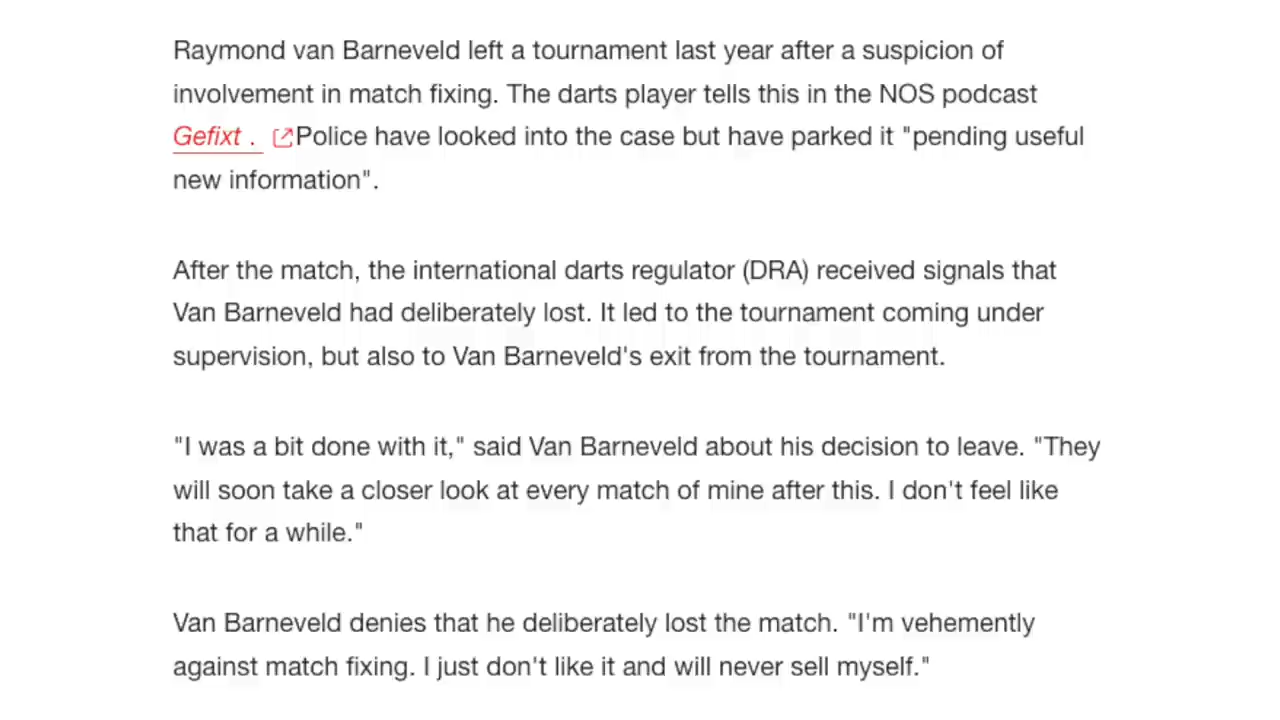 Raymond van Barneveld left a tournament last year after a suspicion of
involvement in match fixing. The darts player tells this in the NOS podcast
Gefixt . Police have looked into the case but have parked it "pending useful
new information".
After the match, the international darts regulator (DRA) received signals that
Van Barneveld had deliberately lost. It led to the tournament coming under
supervision, but also to Van Barneveld's exit from the tournament.
"I was a bit done with it," said Van Barneveld about his decision to leave. "They
will soon take a closer look at every match of mine after this. I don't feel like
that for a while."
Van Barneveld denies that he deliberately lost the match. "I'm vehemently
against match fixing. I just don't like it and will never sell myself."